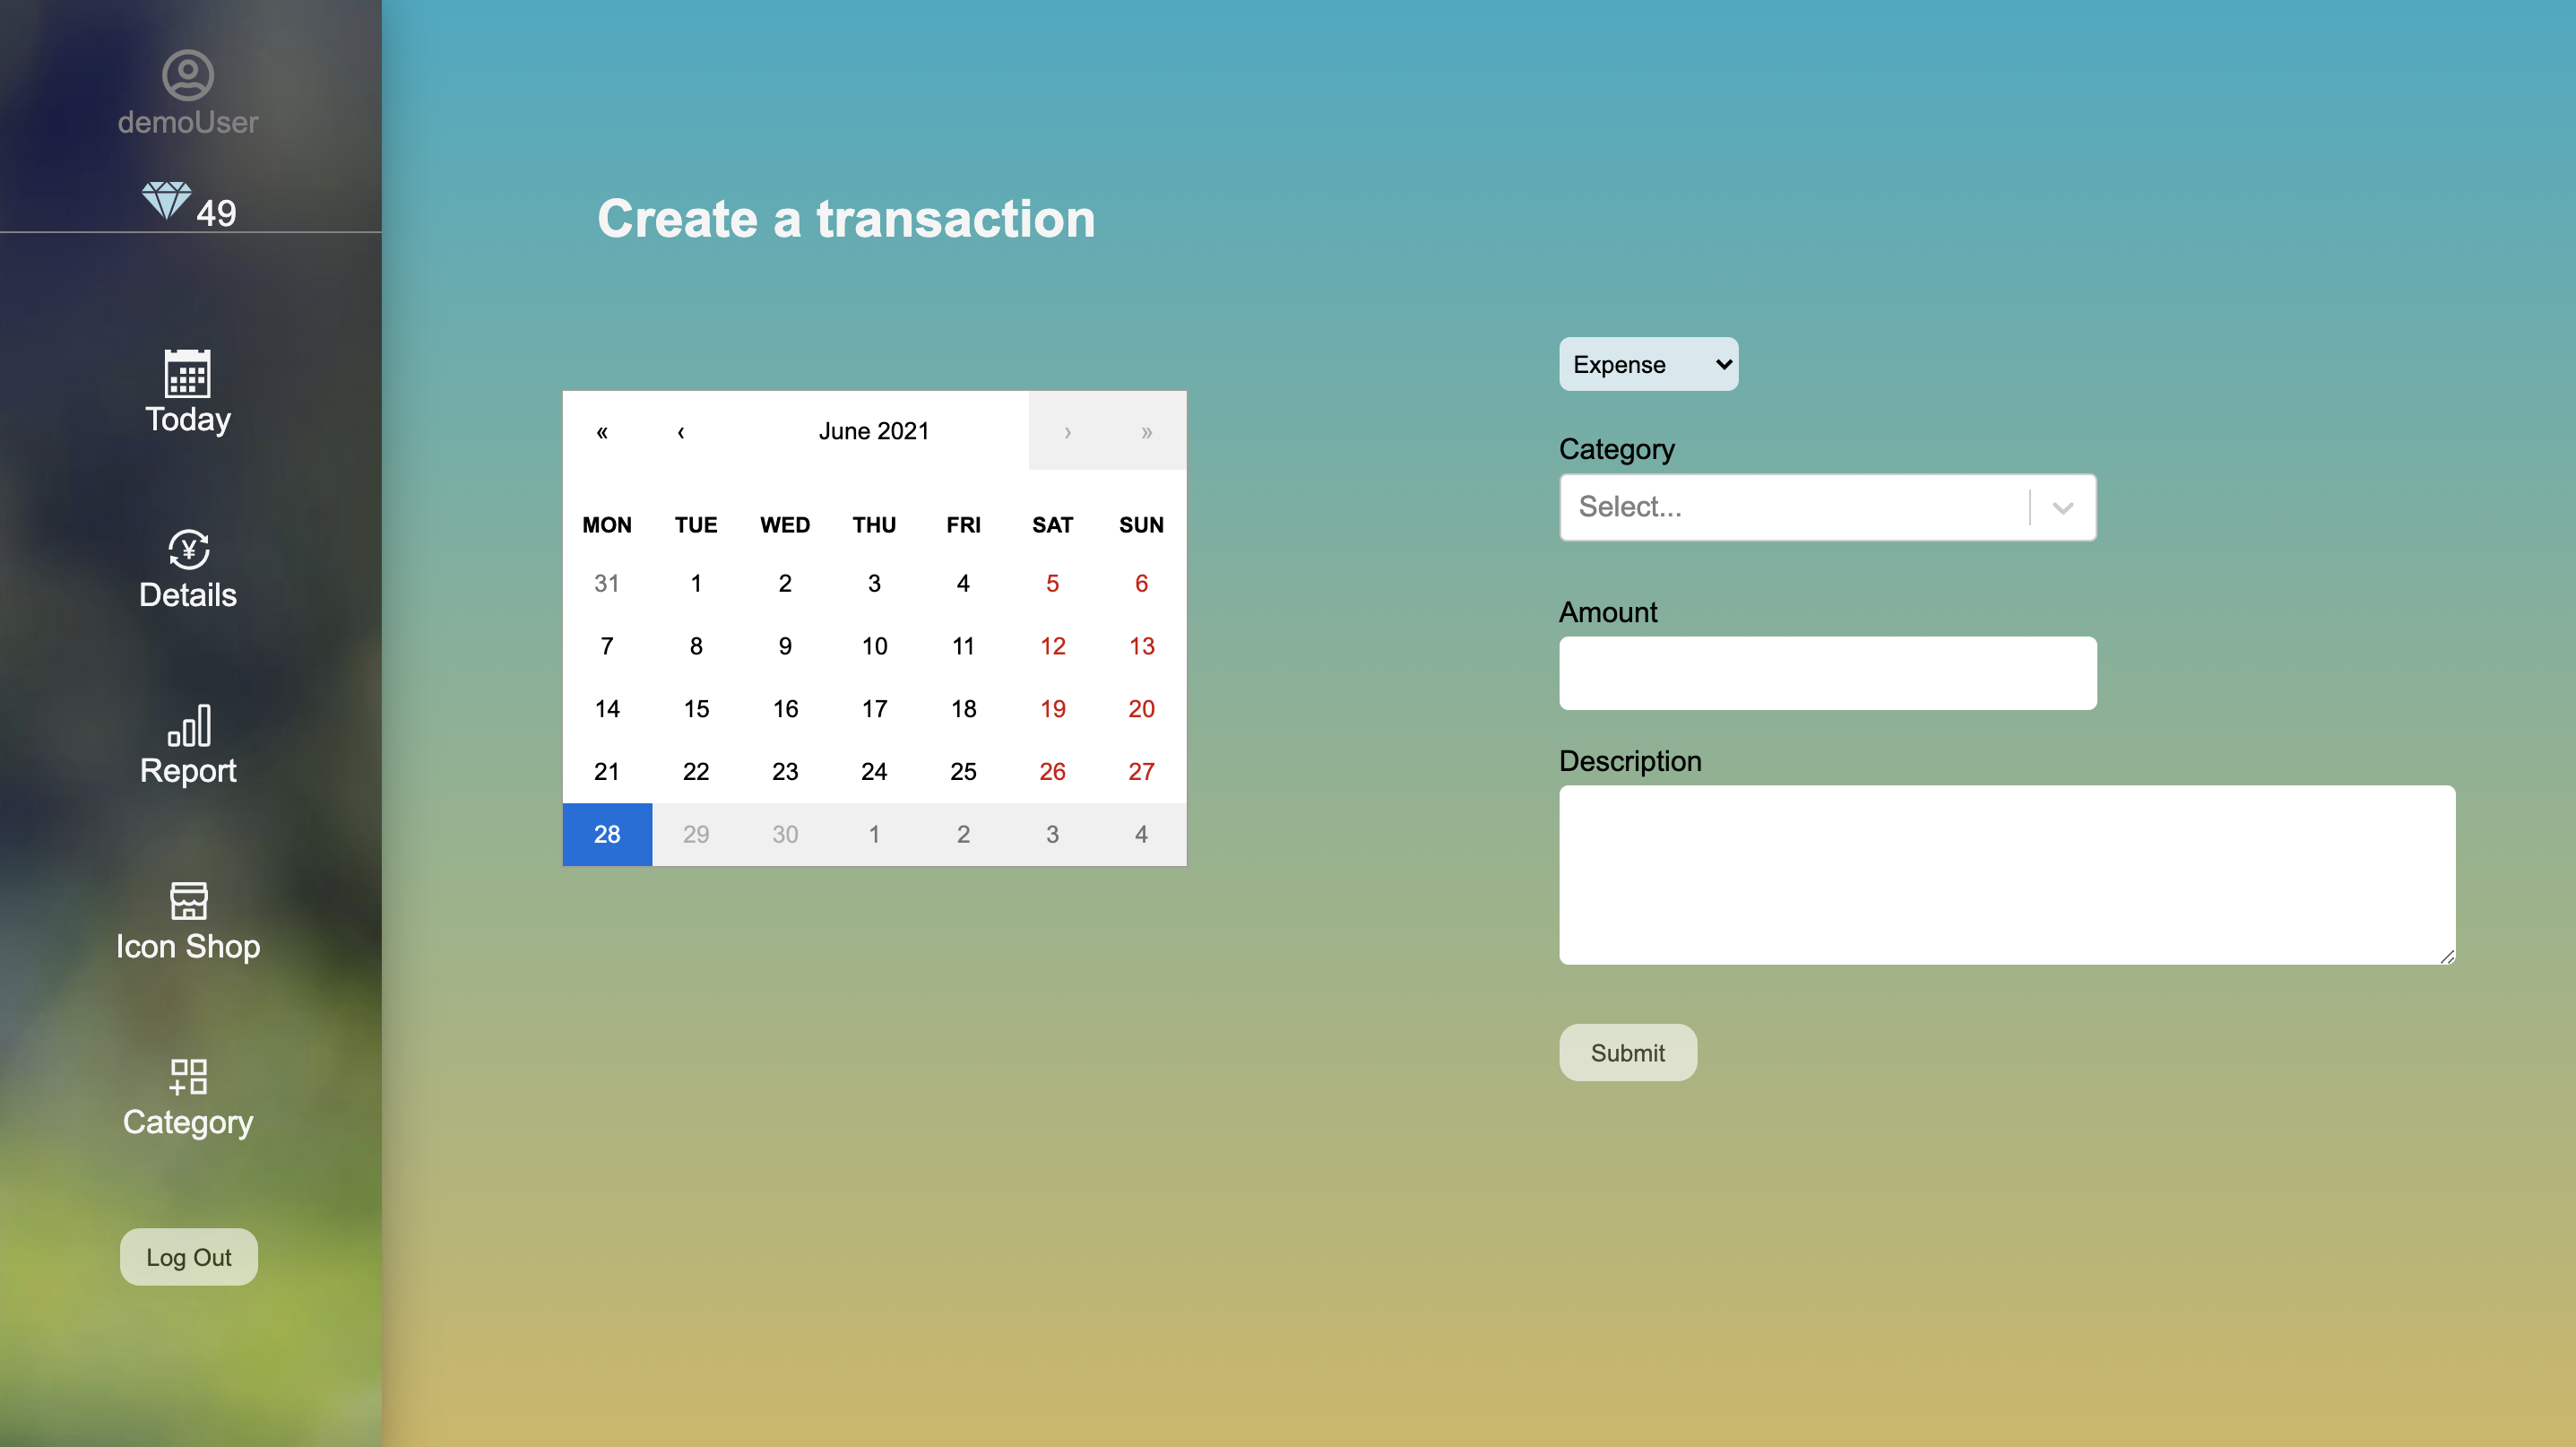 demoUser
49
Today
Details
Report
Icon Shop
Category
Log Out
Create a transaction
« ‹ June 2021 › »
MON TUE WED THU FRI SAT SUN
31 1 2 3 4 5 6
7 8 9 10 11 12 13
14 15 16 17 18 19 20
21 22 23 24 25 26 27
28 29 30 1 2 3 4
Expense
Category
Select...
Amount
Description
Submit